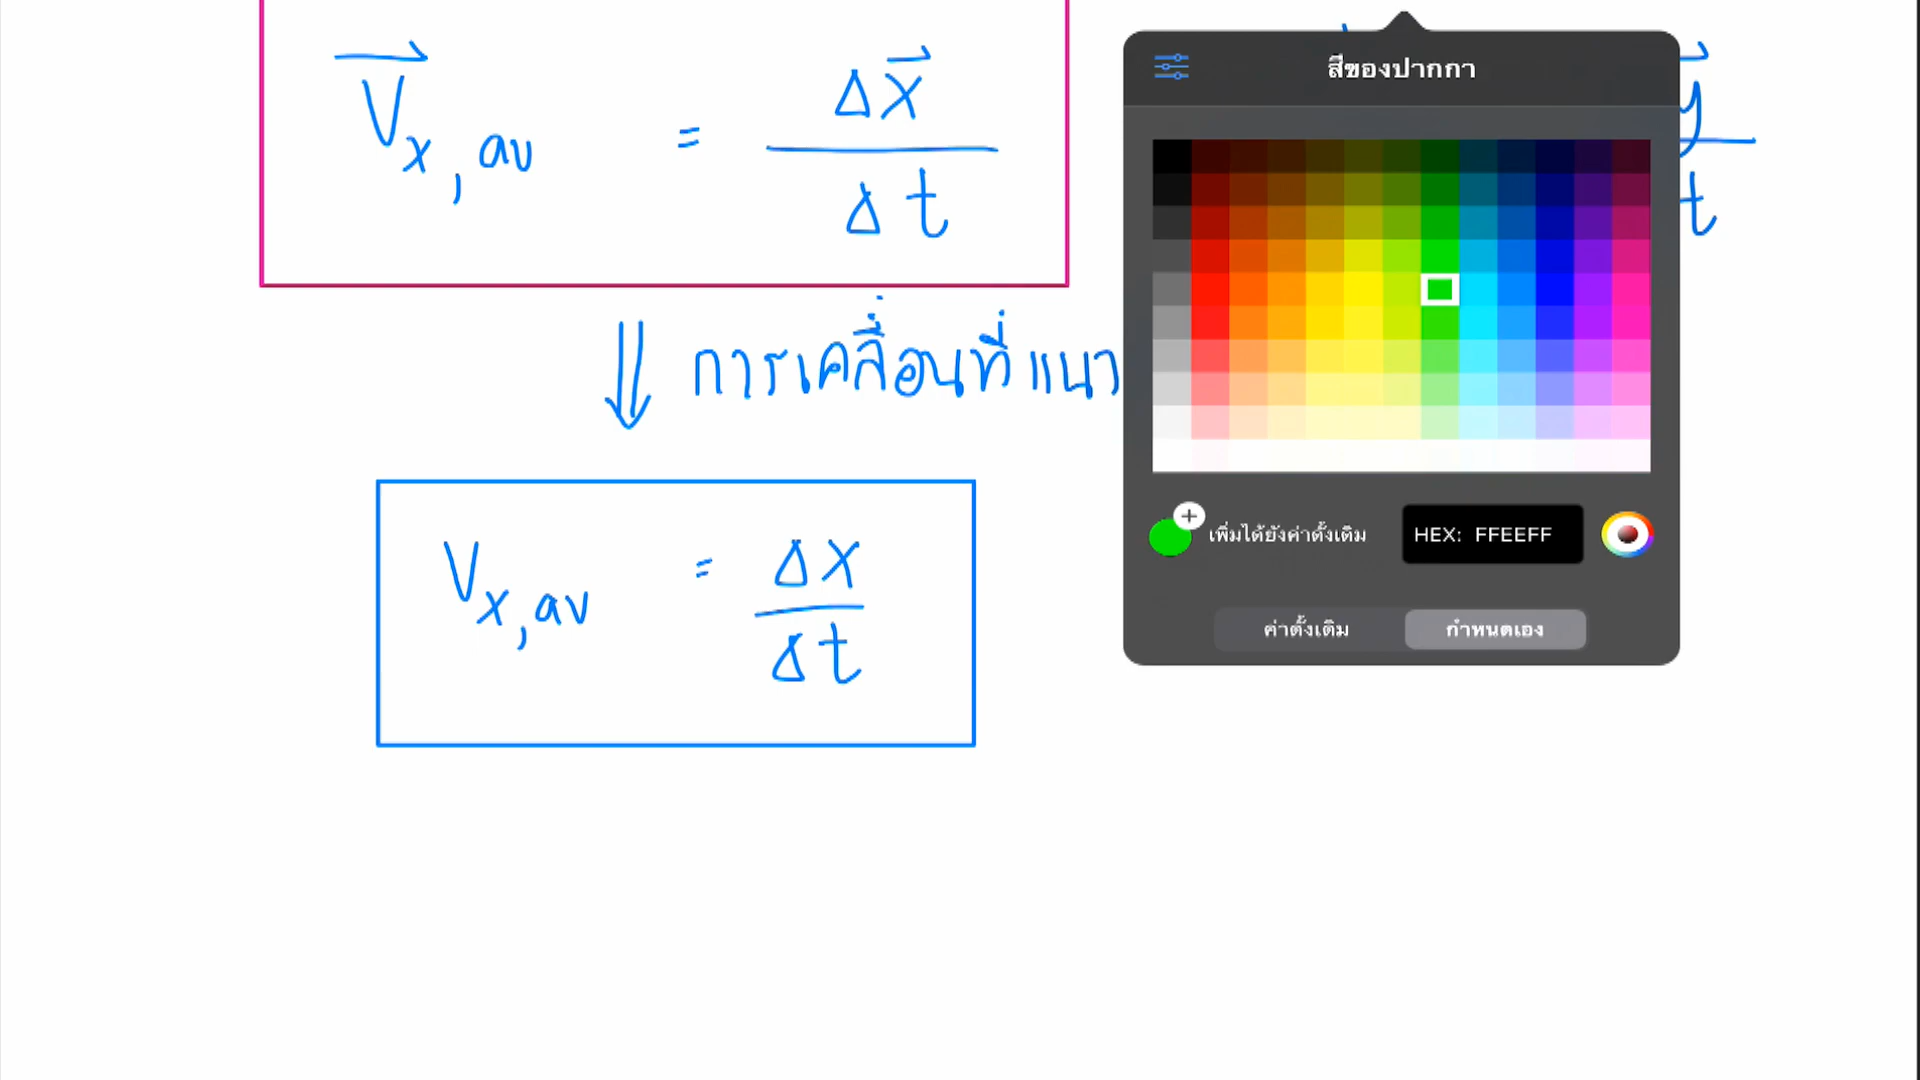 V⃗x,av = Δx⃗ / Δt
การเคลื่อนที่แนว
Vx,av = Δx / Δt
y⃗
t
สีของปากกา
เพิ่มได้ยังค่าตั้งเดิม
HEX: FFEEFF
ค่าตั้งเดิม
กำหนดเอง